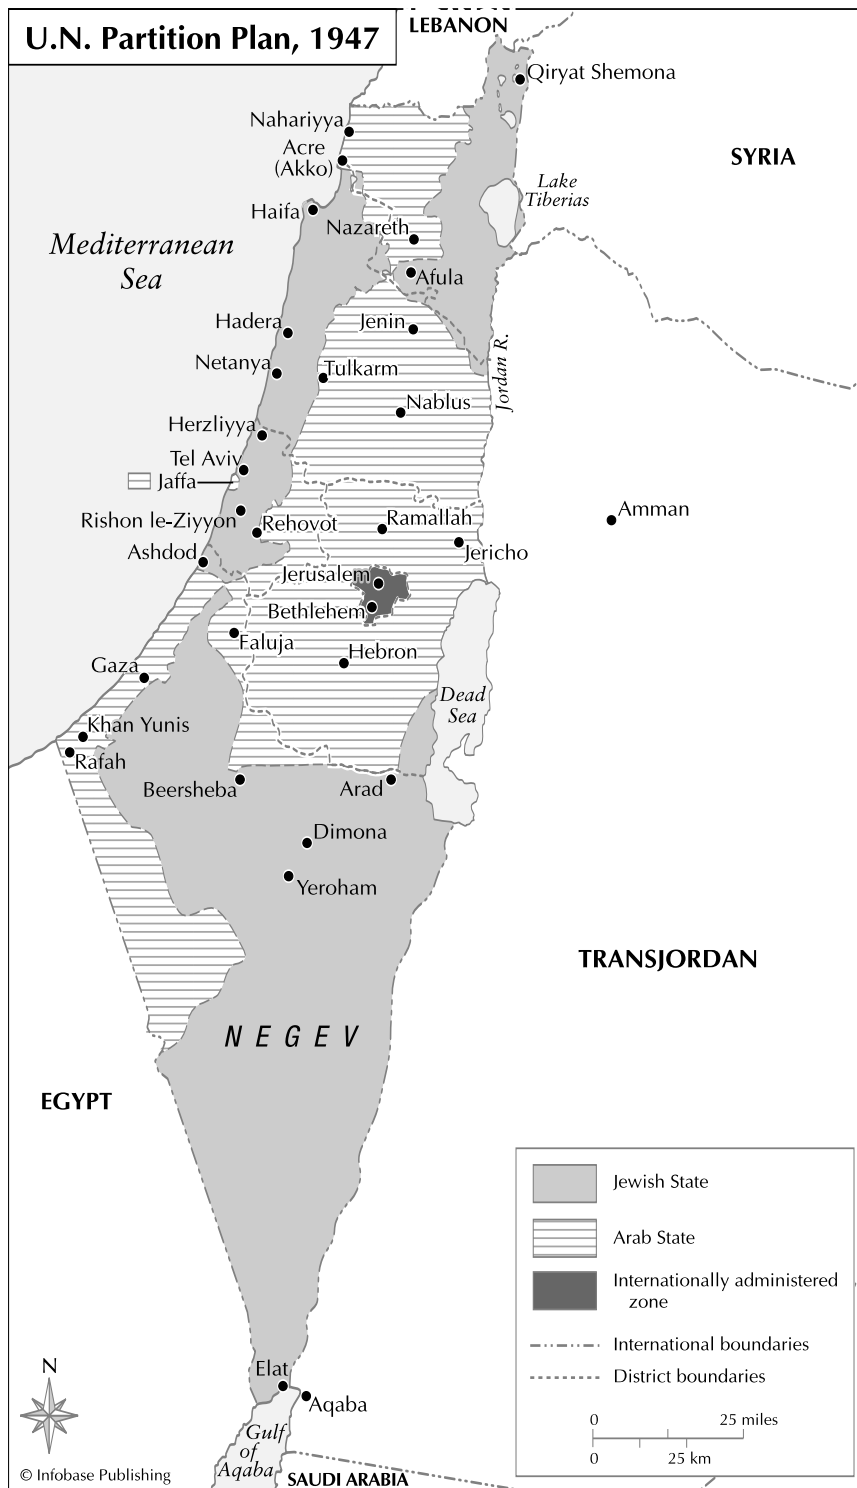 U.N. Partition Plan, 1947
LEBANON
Qiryat Shemona
Nahariyya
Acre
(Akko)
SYRIA
Lake
Tiberias
Haifa
Nazareth
Mediterranean
Sea
Afula
Hadera
Jenin
Jordan R.
Netanya
Tulkarm
Nablus
Herzliyya
Tel Aviv
Jaffa
Rishon le-Ziyyon
Rehovot
Ramallah
Amman
Ashdod
Jericho
Jerusalem
Bethlehem
Faluja
Hebron
Gaza
Dead
Sea
Khan Yunis
Rafah
Beersheba
Arad
Dimona
Yeroham
TRANSJORDAN
NEGEV
EGYPT
Jewish State
Arab State
Internationally administered
zone
International boundaries
District boundaries
0 25 miles
0 25 km
N
Elat
Aqaba
Gulf
of
Aqaba
SAUDI ARABIA
© Infobase Publishing